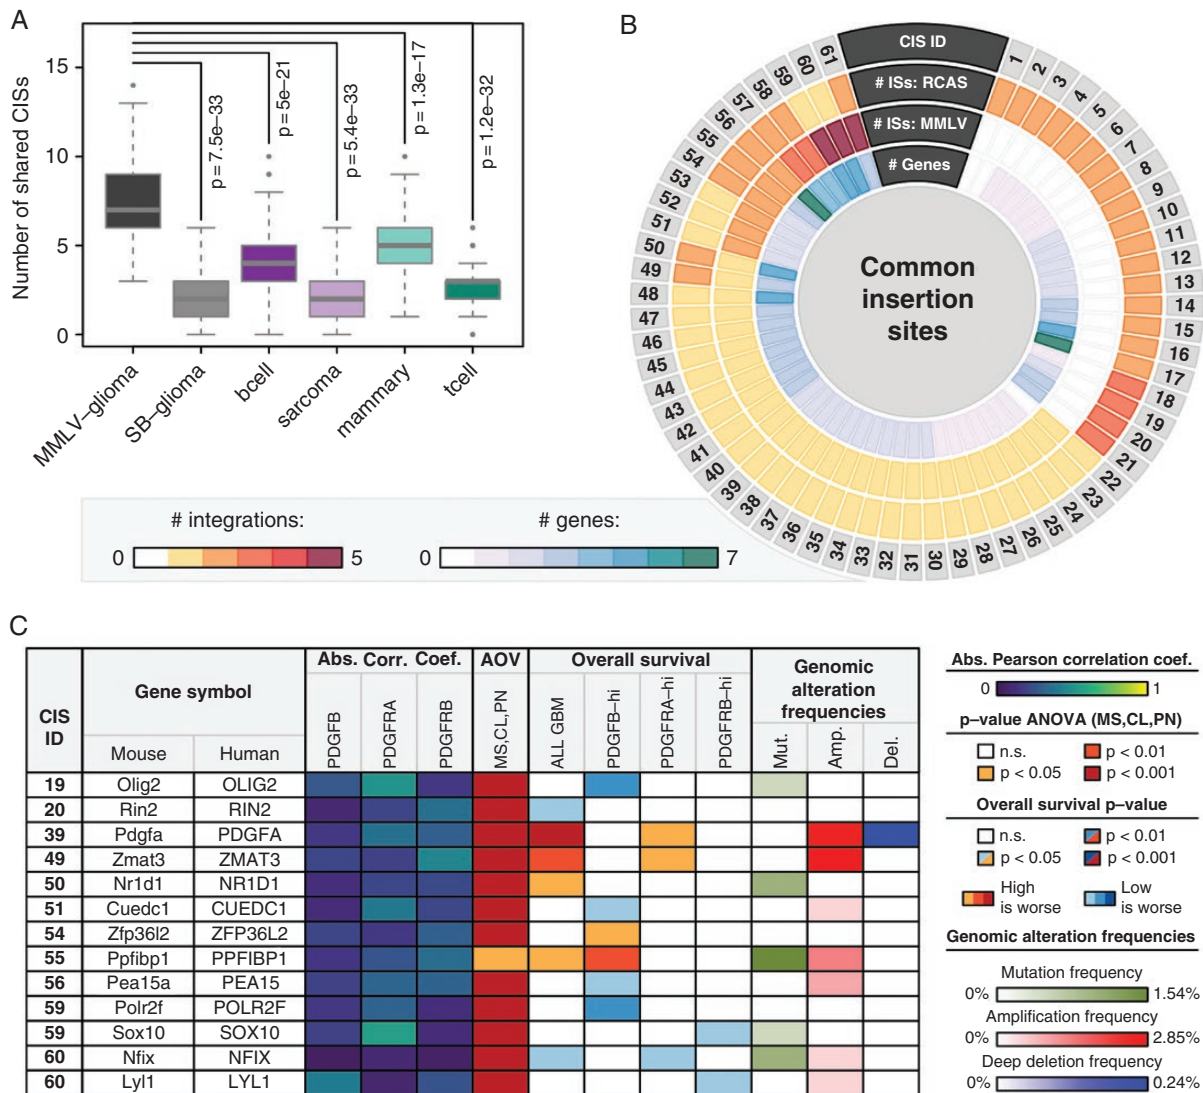 A
Number of shared CISs
15
10
5
0
p = 7.5e−33
p = 5e−21
p = 5.4e−33
p = 1.3e−17
p = 1.2e−32
MMLV−glioma
SB−glioma
bcell
sarcoma
mammary
tcell
B
CIS ID
# ISs: RCAS
# ISs: MMLV
# Genes
Common
insertion
sites
1
2
3
4
5
6
7
8
9
10
11
12
13
14
15
16
17
18
19
20
21
22
23
24
25
26
27
28
29
30
31
32
33
34
35
36
37
38
39
40
41
42
43
44
45
46
47
48
49
50
51
52
53
54
55
56
57
58
59
60
61
# integrations:
0 5
# genes:
0 7
C
CIS ID
Gene symbol
Abs. Corr. Coef.
AOV
Overall survival
Genomic alteration frequencies
Mouse Human PDGFB PDGFRA PDGFRB MS,CL,PN ALL GBM PDGFB−hi PDGFRA−hi PDGFRB−hi Mut. Amp. Del.
19 Olig2 OLIG2
20 Rin2 RIN2
39 Pdgfa PDGFA
49 Zmat3 ZMAT3
50 Nr1d1 NR1D1
51 Cuedc1 CUEDC1
54 Zfp36l2 ZFP36L2
55 Ppfibp1 PPFIBP1
56 Pea15a PEA15
59 Polr2f POLR2F
59 Sox10 SOX10
60 Nfix NFIX
60 Lyl1 LYL1
Abs. Pearson correlation coef.
0 1
p−value ANOVA (MS,CL,PN)
n.s. p < 0.01
p < 0.05 p < 0.001
Overall survival p−value
n.s. p < 0.01
p < 0.05 p < 0.001
High is worse
Low is worse
Genomic alteration frequencies
Mutation frequency
0% 1.54%
Amplification frequency
0% 2.85%
Deep deletion frequency
0% 0.24%